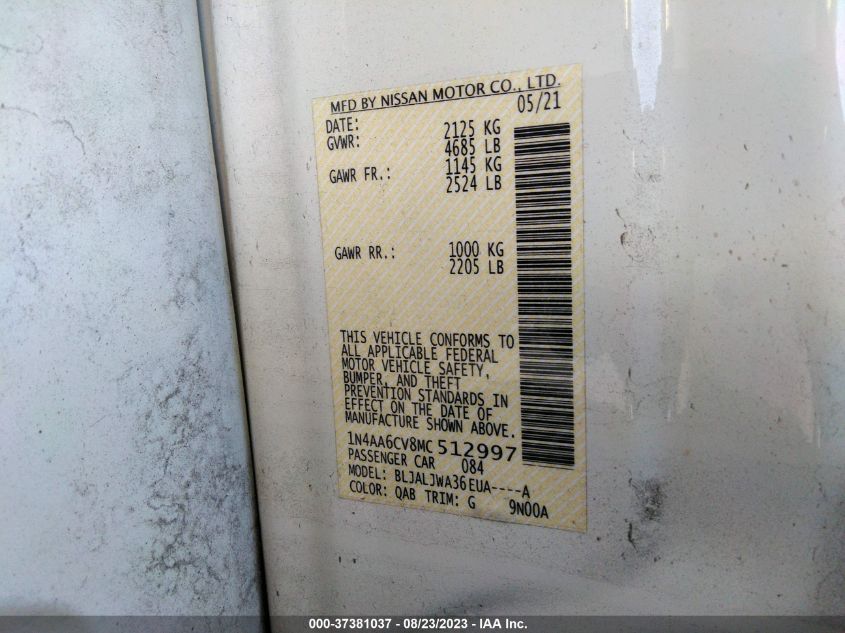 MFD BY NISSAN MOTOR CO., LTD.
DATE: 05/21
GVWR: 2125 KG
4685 LB
GAWR FR.: 1145 KG
2524 LB
GAWR RR.: 1000 KG
2205 LB
THIS VEHICLE CONFORMS TO
ALL APPLICABLE FEDERAL
MOTOR VEHICLE SAFETY,
BUMPER, AND THEFT
PREVENTION STANDARDS IN
EFFECT ON THE DATE OF
MANUFACTURE SHOWN ABOVE.
1N4AA6CV8MC 512997
PASSENGER CAR 084
MODEL: BLJALJWA36EUA----A
COLOR: QAB TRIM: G 9N00A
000-37381037 - 08/23/2023 - IAA Inc.